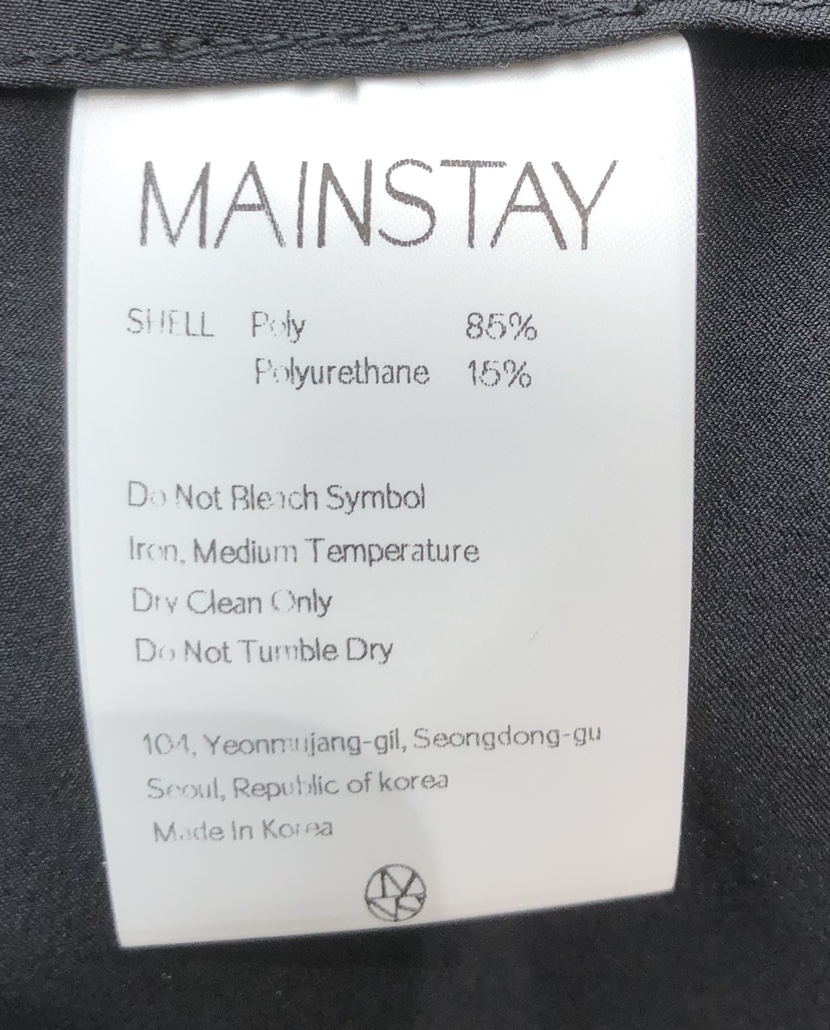 MAINSTAY
SHELL Poly 85%
Polyurethane 15%
Do Not Bleach Symbol
Iron, Medium Temperature
Dry Clean Only
Do Not Tumble Dry
104, Yeonmujang-gil, Seongdong-gu
Seoul, Republic of korea
Made In Korea